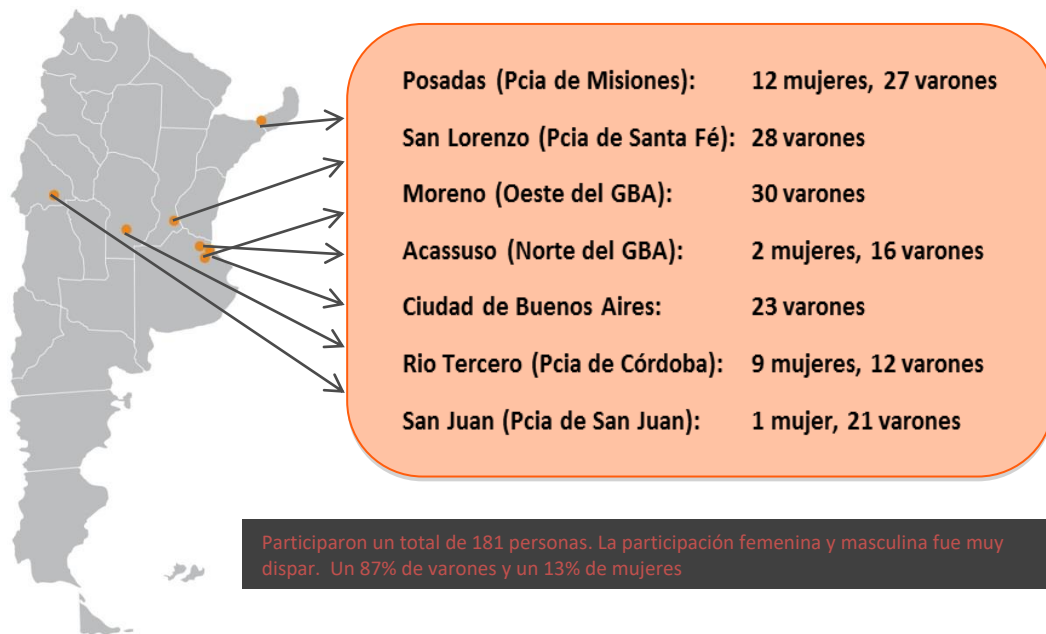 Posadas (Pcia de Misiones): 12 mujeres, 27 varones
San Lorenzo (Pcia de Santa Fé): 28 varones
Moreno (Oeste del GBA): 30 varones
Acassuso (Norte del GBA): 2 mujeres, 16 varones
Ciudad de Buenos Aires: 23 varones
Rio Tercero (Pcia de Córdoba): 9 mujeres, 12 varones
San Juan (Pcia de San Juan): 1 mujer, 21 varones
Participaron un total de 181 personas. La participación femenina y masculina fue muy
dispar. Un 87% de varones y un 13% de mujeres